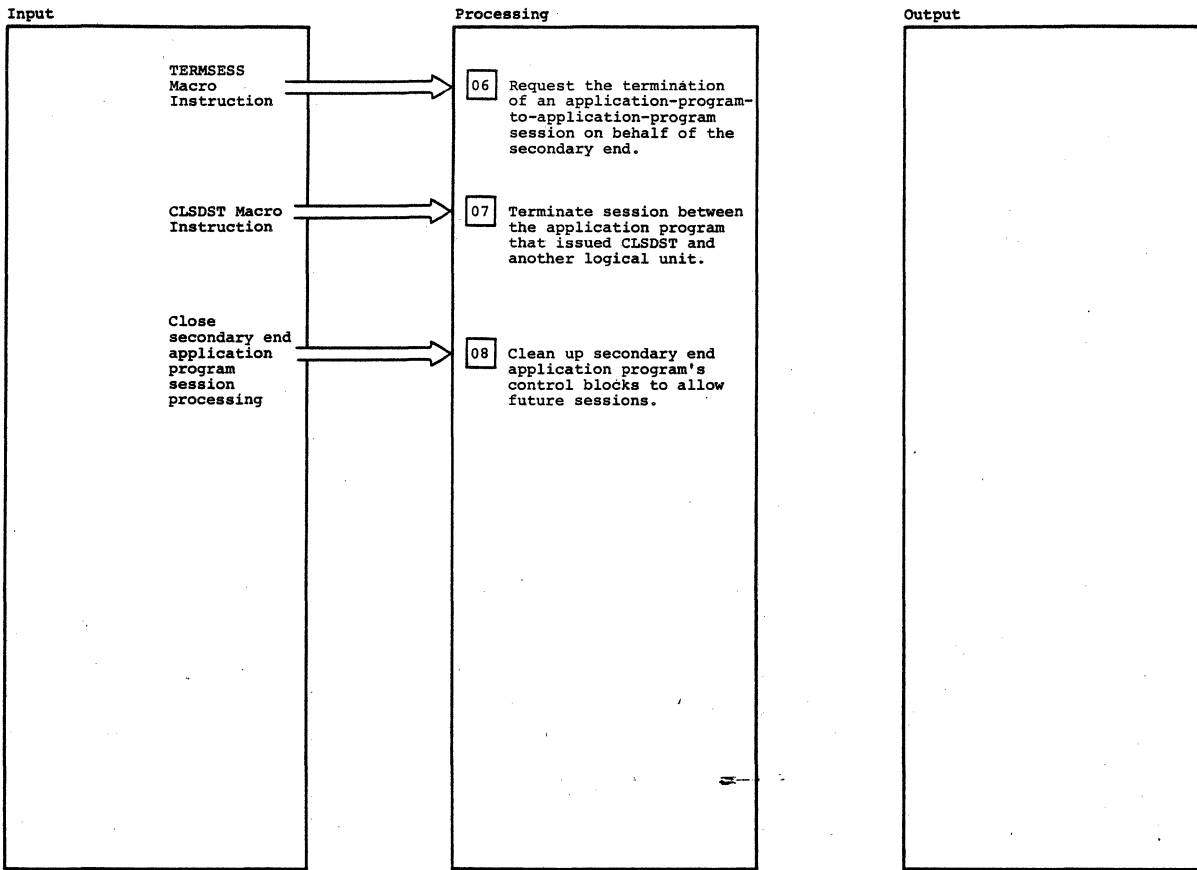 Input
Processing
Output
TERMSESS
Macro
Instruction
06
Request the termination
of an application-program-
to-application-program
session on behalf of the
secondary end.
CLSDST Macro
Instruction
07
Terminate session between
the application program
that issued CLSDST and
another logical unit.
Close
secondary end
application
program
session
processing
08
Clean up secondary end
application program's
control blocks to allow
future sessions.